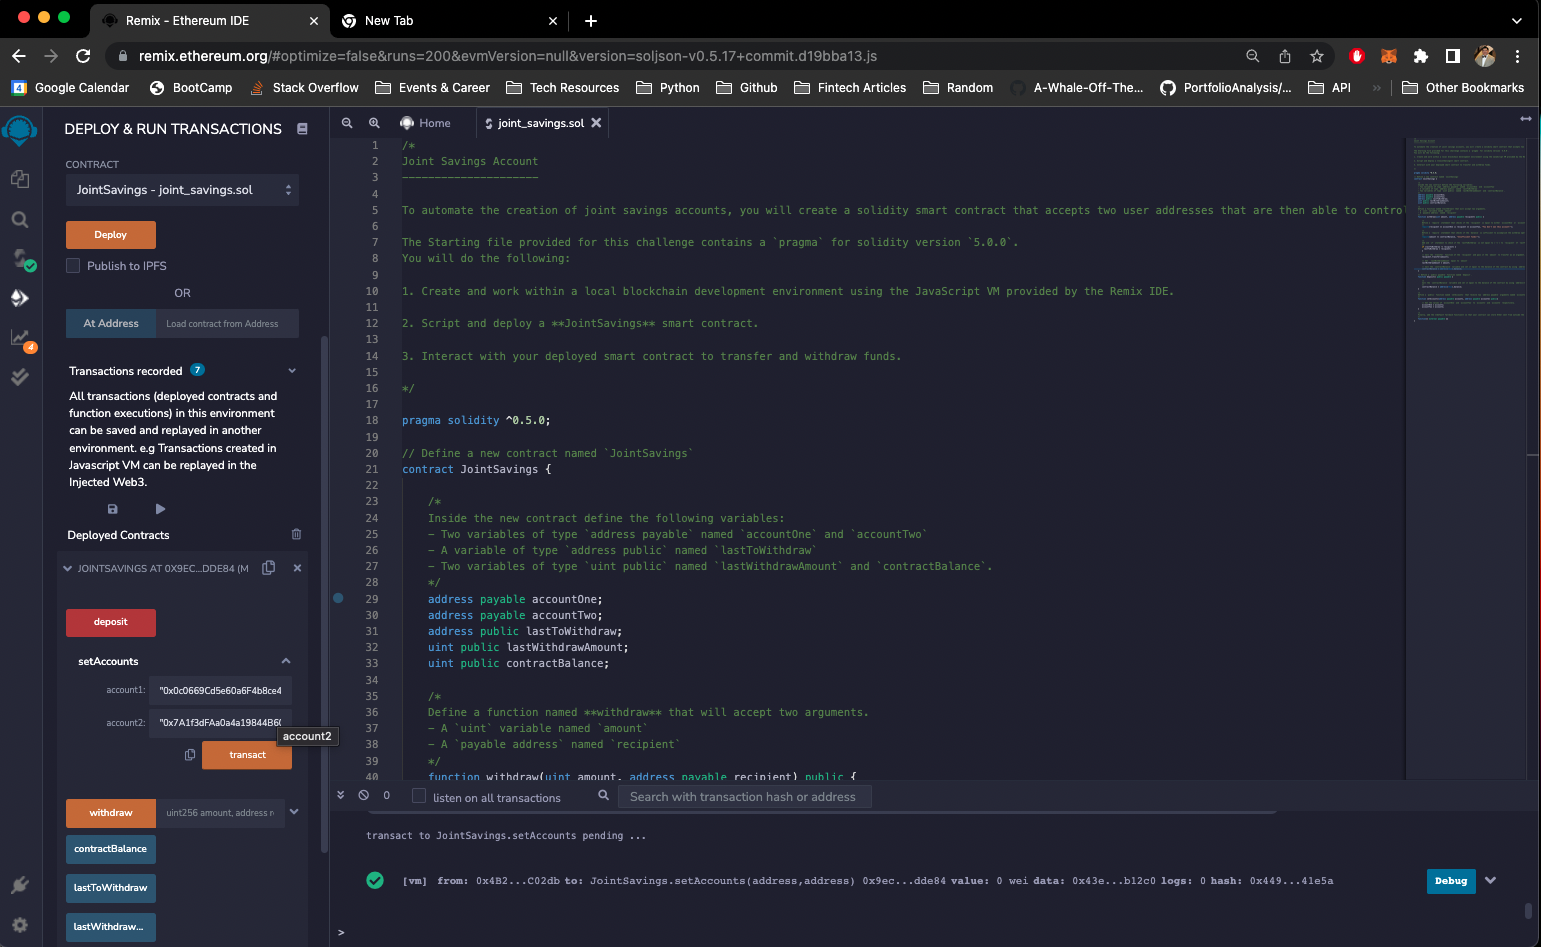 Remix - Ethereum IDE
New Tab
remix.ethereum.org/#optimize=false&runs=200&evmVersion=null&version=soljson-v0.5.17+commit.d19bba13.js
Google Calendar
BootCamp
Stack Overflow
Events & Career
Tech Resources
Python
Github
Fintech Articles
Random
A-Whale-Off-The...
PortfolioAnalysis/...
API
»
Other Bookmarks
DEPLOY & RUN TRANSACTIONS
CONTRACT
JointSavings - joint_savings.sol
Deploy
Publish to IPFS
OR
At Address
Load contract from Address
4
Transactions recorded 7
All transactions (deployed contracts and
function executions) in this environment
can be saved and replayed in another
environment. e.g Transactions created in
Javascript VM can be replayed in the
Injected Web3.
Deployed Contracts
JOINTSAVINGS AT 0X9EC...DDE84 (M
deposit
setAccounts
account1: "0x0c0669Cd5e60a6F4b8ce4
account2: "0x7A1f3dFAa0a4a19844B60
account2
transact
withdraw
uint256 amount, address r
contractBalance
lastToWithdraw
lastWithdraw...
Home
joint_savings.sol
1 /*
2 Joint Savings Account
3 ---------------------
4
5 To automate the creation of joint savings accounts, you will create a solidity smart contract that accepts two user addresses that are then able to contro
6
7 The Starting file provided for this challenge contains a `pragma` for solidity version `5.0.0`.
8 You will do the following:
9
10 1. Create and work within a local blockchain development environment using the JavaScript VM provided by the Remix IDE.
11
12 2. Script and deploy a **JointSavings** smart contract.
13
14 3. Interact with your deployed smart contract to transfer and withdraw funds.
15
16 */
17
18 pragma solidity ^0.5.0;
19
20 // Define a new contract named `JointSavings`
21 contract JointSavings {
22
23 /*
24 Inside the new contract define the following variables:
25 - Two variables of type `address payable` named `accountOne` and `accountTwo`
26 - A variable of type `address public` named `lastToWithdraw`
27 - Two variables of type `uint public` named `lastWithdrawAmount` and `contractBalance`.
28 */
29 address payable accountOne;
30 address payable accountTwo;
31 address public lastToWithdraw;
32 uint public lastWithdrawAmount;
33 uint public contractBalance;
34
35 /*
36 Define a function named **withdraw** that will accept two arguments.
37 - A `uint` variable named `amount`
38 - A `payable address` named `recipient`
39 */
40 function withdraw(uint amount, address payable recipient) public {
0
listen on all transactions
Search with transaction hash or address
transact to JointSavings.setAccounts pending ...
[vm] from: 0x4B2...C02db to: JointSavings.setAccounts(address,address) 0x9ec...dde84 value: 0 wei data: 0x43e...b12c0 logs: 0 hash: 0x449...41e5a
Debug
>